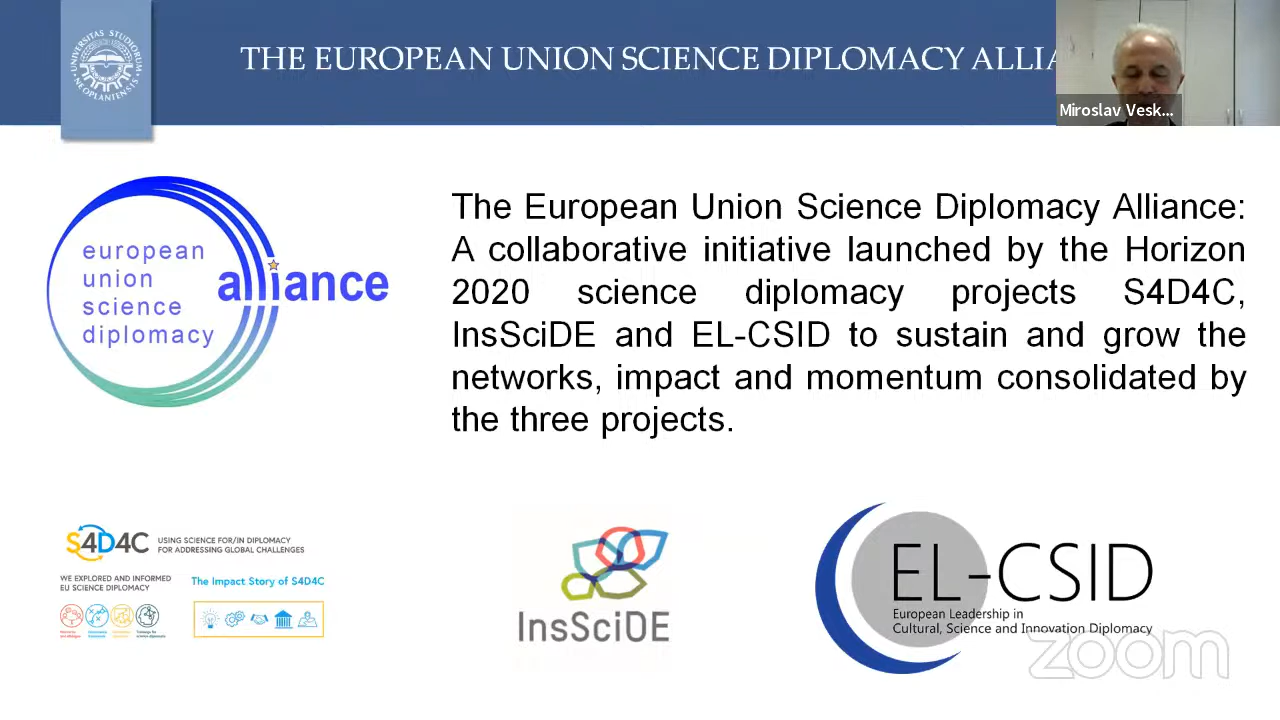 UNIVERSITAS STUDIORUM
NEOPLANTENSIS
THE EUROPEAN UNION SCIENCE DIPLOMACY ALLIA
Miroslav Vesk...
european
union
science
diplomacy
alliance
The European Union Science Diplomacy Alliance:
A collaborative initiative launched by the Horizon
2020 science diplomacy projects S4D4C,
InsSciDE and EL-CSID to sustain and grow the
networks, impact and momentum consolidated by
the three projects.
S4D4C
USING SCIENCE FOR/IN DIPLOMACY
FOR ADDRESSING GLOBAL CHALLENGES
WE EXPLORED AND INFORMED
EU SCIENCE DIPLOMACY
The Impact Story of S4D4C
InsSciDE
EL-CSID
European Leadership in
Cultural, Science and Innovation Diplomacy
zoom